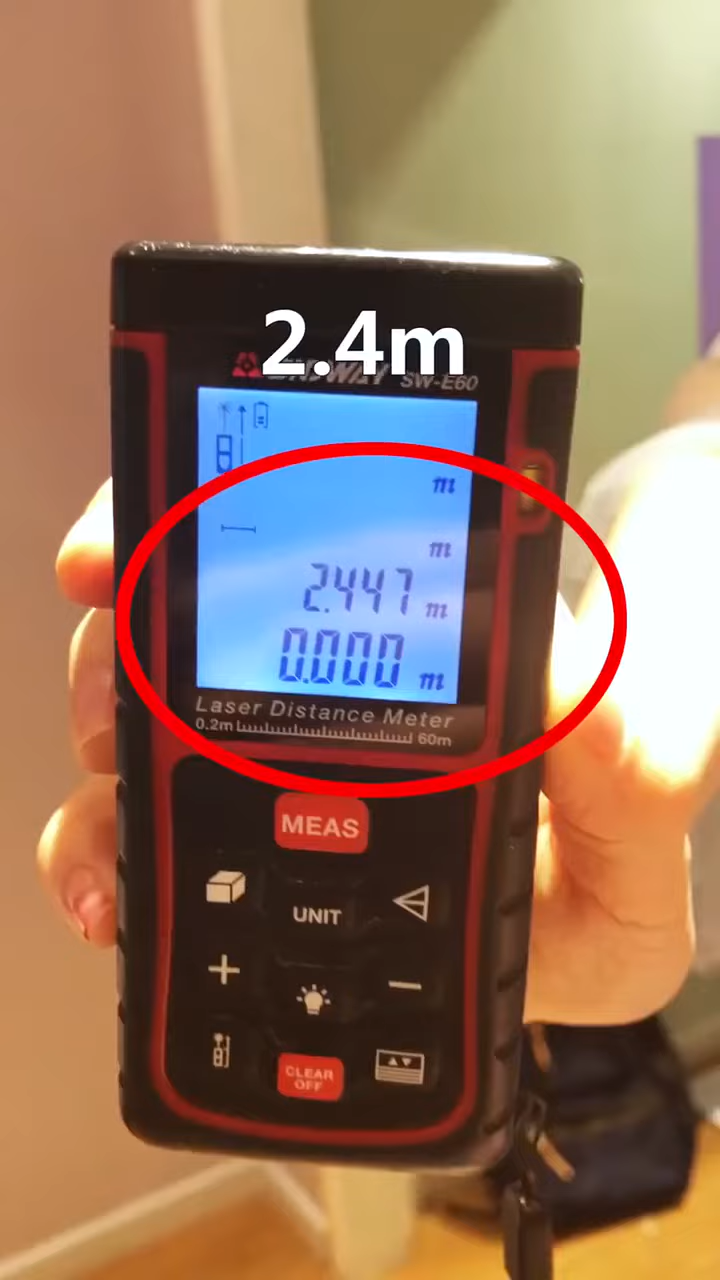 2.4m
SW-E60
m
m
2.447 m
0.000 m
Laser Distance Meter
0.2m 60m
MEAS
UNIT
CLEAR
OFF